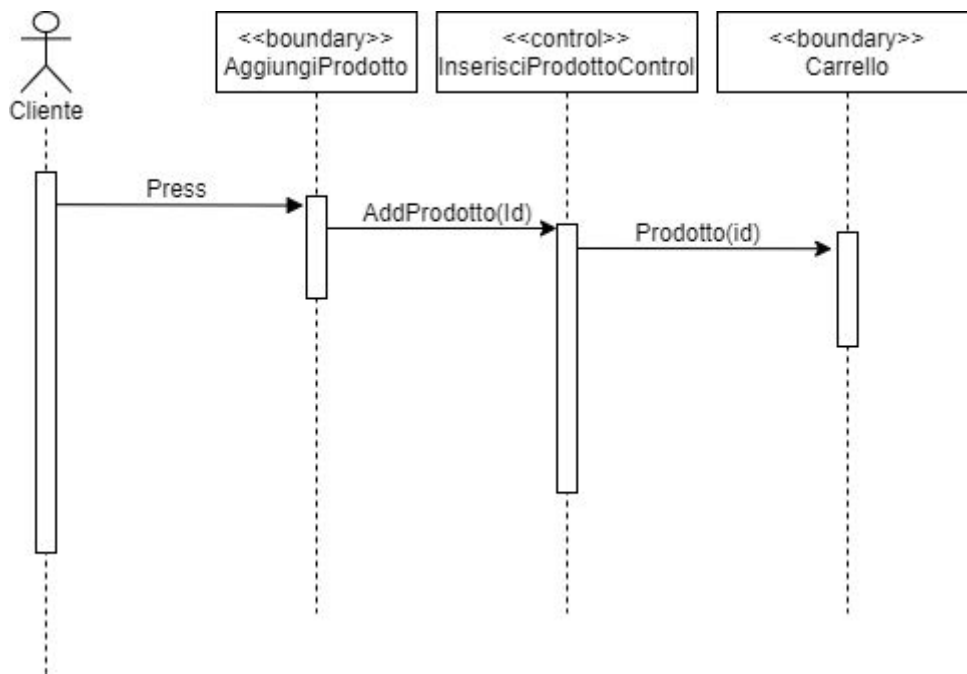 <<boundary>>
AggiungiProdotto
<<control>>
InserisciProdottoControl
<<boundary>>
Carrello
Cliente
Press
AddProdotto(Id)
Prodotto(id)